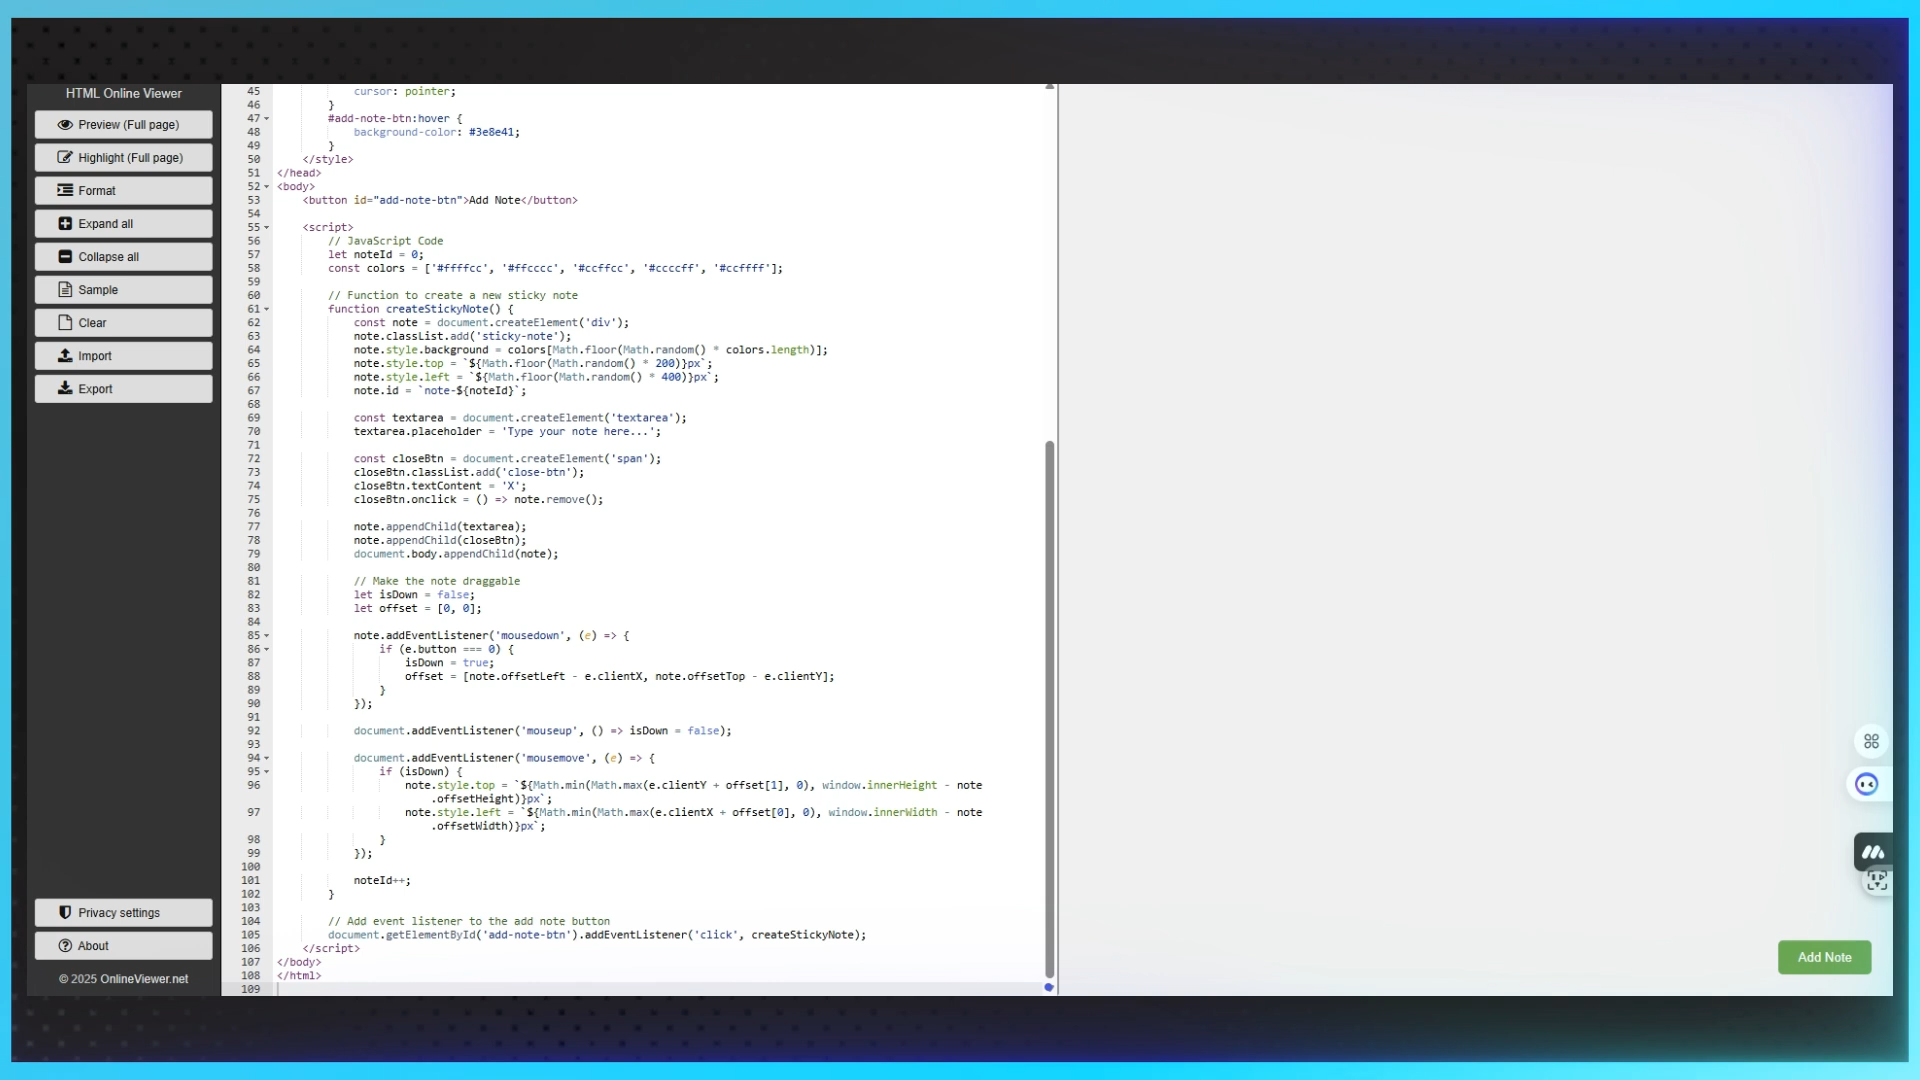 HTML Online Viewer
Preview (Full page)
Highlight (Full page)
Format
Expand all
Collapse all
Sample
Clear
Import
Export
Privacy settings
About
© 2025 OnlineViewer.net
45 cursor: pointer;
46 }
47 #add-note-btn:hover {
48 background-color: #3e8e41;
49 }
50 </style>
51 </head>
52 <body>
53 <button id="add-note-btn">Add Note</button>
54
55 <script>
56 // JavaScript Code
57 let noteId = 0;
58 const colors = ['#ffffcc', '#ffcccc', '#ccffcc', '#ccccff', '#ccffff'];
59
60 // Function to create a new sticky note
61 function createStickyNote() {
62 const note = document.createElement('div');
63 note.classList.add('sticky-note');
64 note.style.background = colors[Math.floor(Math.random() * colors.length)];
65 note.style.top = `${Math.floor(Math.random() * 200)}px`;
66 note.style.left = `${Math.floor(Math.random() * 400)}px`;
67 note.id = `note-${noteId}`;
68
69 const textarea = document.createElement('textarea');
70 textarea.placeholder = 'Type your note here...';
71
72 const closeBtn = document.createElement('span');
73 closeBtn.classList.add('close-btn');
74 closeBtn.textContent = 'X';
75 closeBtn.onclick = () => note.remove();
76
77 note.appendChild(textarea);
78 note.appendChild(closeBtn);
79 document.body.appendChild(note);
80
81 // Make the note draggable
82 let isDown = false;
83 let offset = [0, 0];
84
85 note.addEventListener('mousedown', (e) => {
86 if (e.button === 0) {
87 isDown = true;
88 offset = [note.offsetLeft - e.clientX, note.offsetTop - e.clientY];
89 }
90 });
91
92 document.addEventListener('mouseup', () => isDown = false);
93
94 document.addEventListener('mousemove', (e) => {
95 if (isDown) {
96 note.style.top = `${Math.min(Math.max(e.clientY + offset[1], 0), window.innerHeight - note
.offsetHeight)}px`;
97 note.style.left = `${Math.min(Math.max(e.clientX + offset[0], 0), window.innerWidth - note
.offsetWidth)}px`;
98 }
99 });
100
101 noteId++;
102 }
103
104 // Add event listener to the add note button
105 document.getElementById('add-note-btn').addEventListener('click', createStickyNote);
106 </script>
107 </body>
108 </html>
109
Add Note